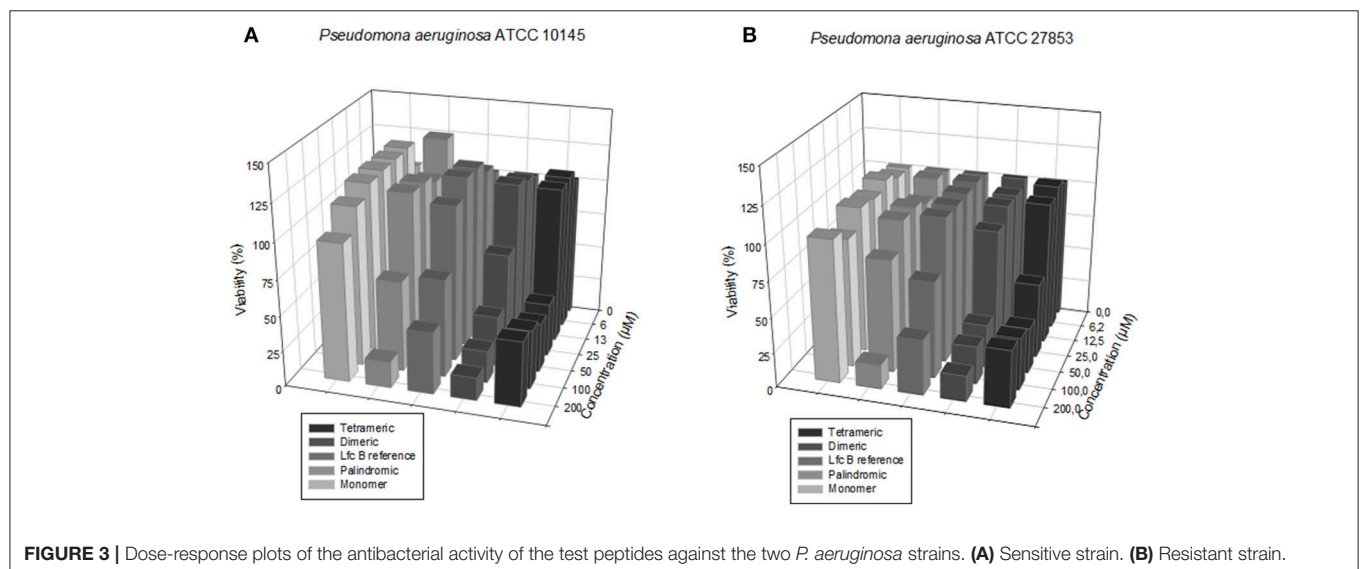 A
Pseudomona aeruginosa ATCC 10145
150
125
100
75
50
25
0
Viability (%)
0
6
13
25
50
100
200
Concentration (µM)
Tetrameric
Dimeric
Lfc B reference
Palindromic
Monomer
B
Pseudomona aeruginosa ATCC 27853
150
125
100
75
50
25
0
Viability (%)
0,0
6,2
12,5
25,0
50,0
100,0
200,0
Concentration (µM)
Tetrameric
Dimeric
Lfc B reference
Palindromic
Monomer
FIGURE 3 | Dose-response plots of the antibacterial activity of the test peptides against the two P. aeruginosa strains. (A) Sensitive strain. (B) Resistant strain.